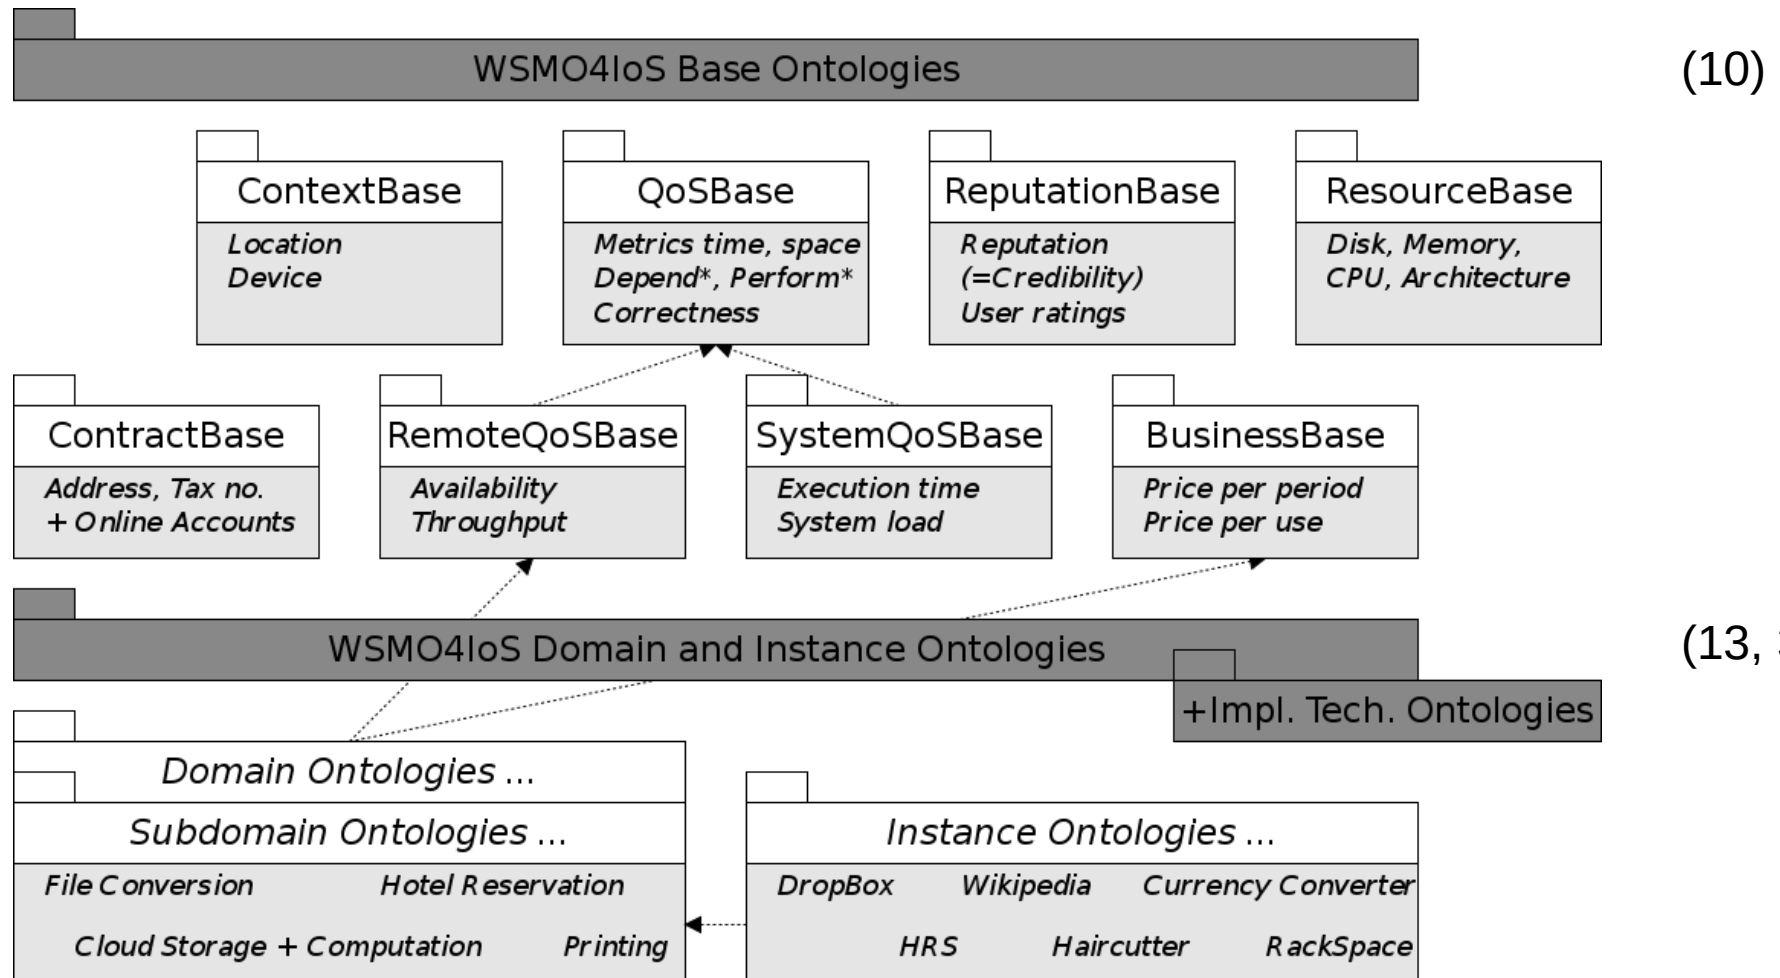 WSMO4IoS Base Ontologies
(10)
ContextBase
Location
Device
QoSBase
Metrics time, space
Depend*, Perform*
Correctness
ReputationBase
Reputation
(=Credibility)
User ratings
ResourceBase
Disk, Memory,
CPU, Architecture
ContractBase
Address, Tax no.
+ Online Accounts
RemoteQoSBase
Availability
Throughput
SystemQoSBase
Execution time
System load
BusinessBase
Price per period
Price per use
WSMO4IoS Domain and Instance Ontologies
(13,
+Impl. Tech. Ontologies
Domain Ontologies ...
Subdomain Ontologies ...
File Conversion Hotel Reservation
Cloud Storage + Computation Printing
Instance Ontologies ...
DropBox Wikipedia Currency Converter
HRS Haircutter RackSpace